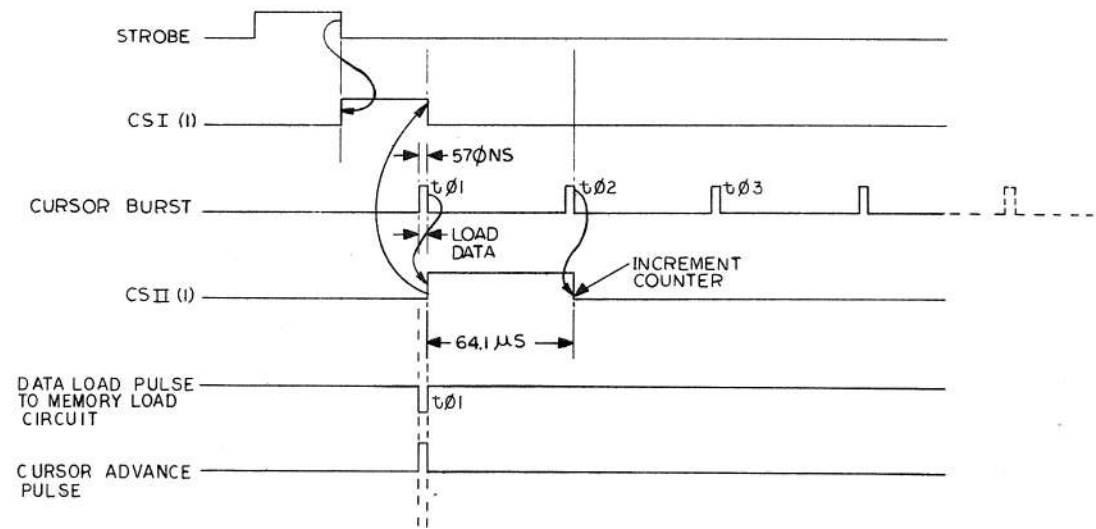 STROBE
CSI (1)
57ØNS
tØ1
tØ2
tØ3
CURSOR BURST
LOAD
DATA
INCREMENT
COUNTER
CSII (1)
64.1 µS
DATA LOAD PULSE
TO MEMORY LOAD
CIRCUIT
tØ1
CURSOR ADVANCE
PULSE